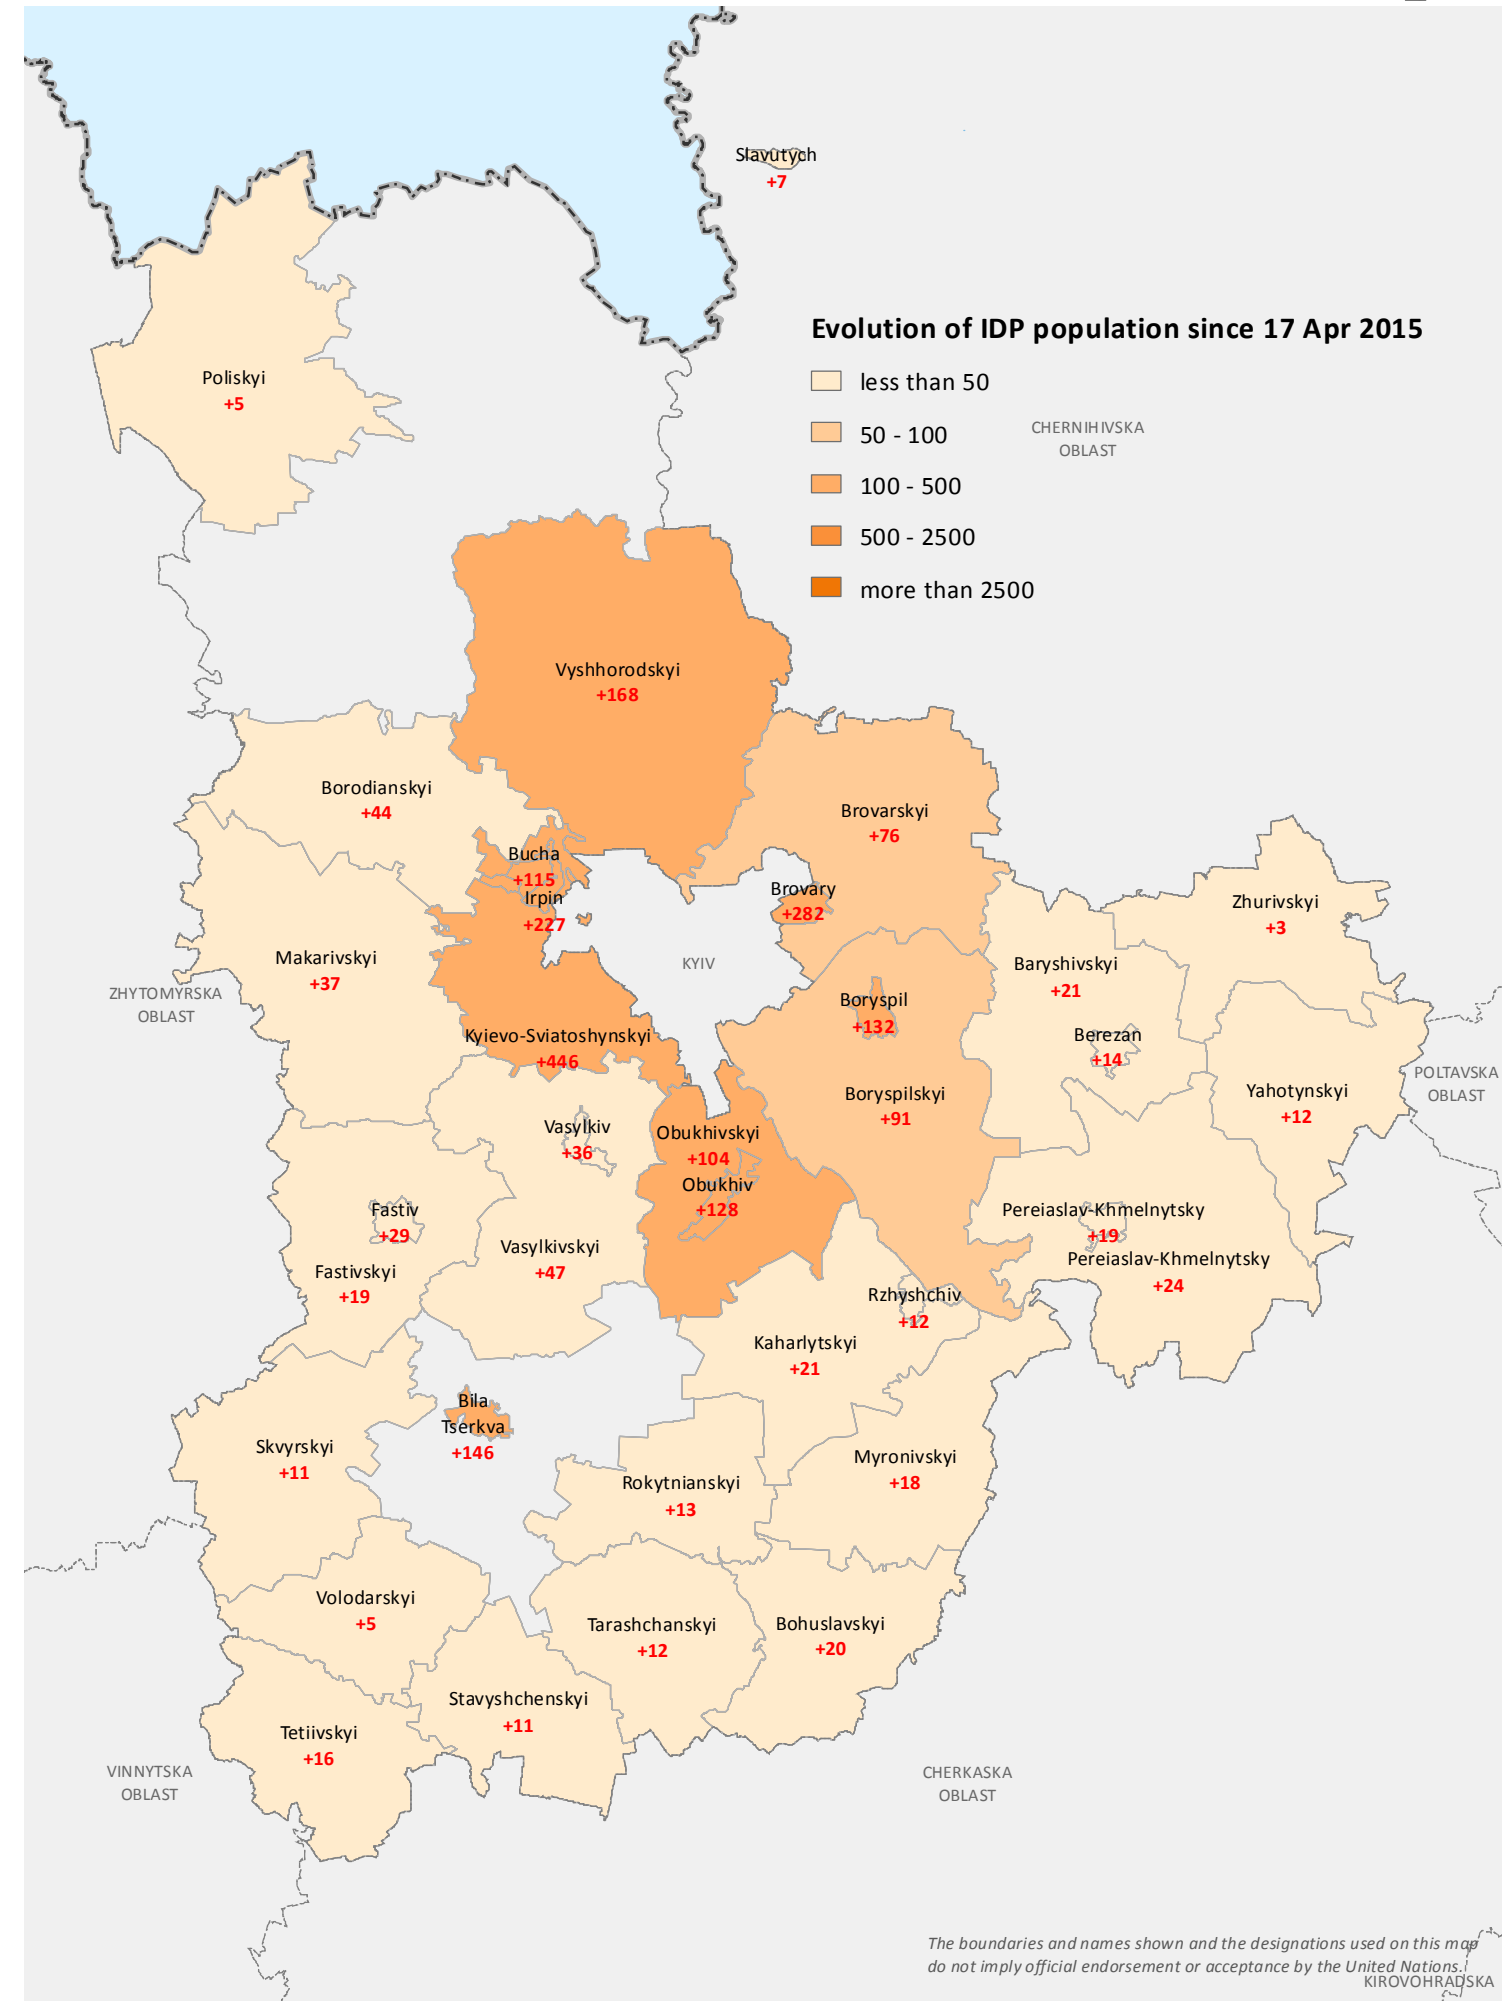 Slavutych
+7
Evolution of IDP population since 17 Apr 2015
less than 50
50 - 100
100 - 500
500 - 2500
more than 2500
CHERNIHIVSKA
OBLAST
Poliskyi
+5
Vyshhorodskyi
+168
Borodianskyi
+44
Brovarskyi
+76
Bucha
+115
Irpin
+227
Brovary
+282
Zhurivskyi
+3
Makarivskyi
+37
KYIV
Baryshivskyi
+21
ZHYTOMYRSKA
OBLAST
Boryspil
+132
Berezan
+14
Kyievo-Sviatoshynskyi
+446
POLTAVSKA
OBLAST
Yahotynskyi
+12
Boryspilskyi
+91
Vasylkiv
+36
Obukhivskyi
+104
Obukhiv
+128
Fastiv
+29
Pereiaslav-Khmelnytsky
+19
Pereiaslav-Khmelnytsky
+24
Vasylkivskyi
+47
Fastivskyi
+19
Rzhyshchiv
+12
Kaharlytskyi
+21
Bila
Tserkva
+146
Skvyrskyi
+11
Myronivskyi
+18
Rokytnianskyi
+13
Volodarskyi
+5
Tarashchanskyi
+12
Bohuslavskyi
+20
Stavyshchenskyi
+11
Tetiivskyi
+16
VINNYTSKA
OBLAST
CHERKASKA
OBLAST
The boundaries and names shown and the designations used on this map
do not imply official endorsement or acceptance by the United Nations.
KIROVOHRADSKA